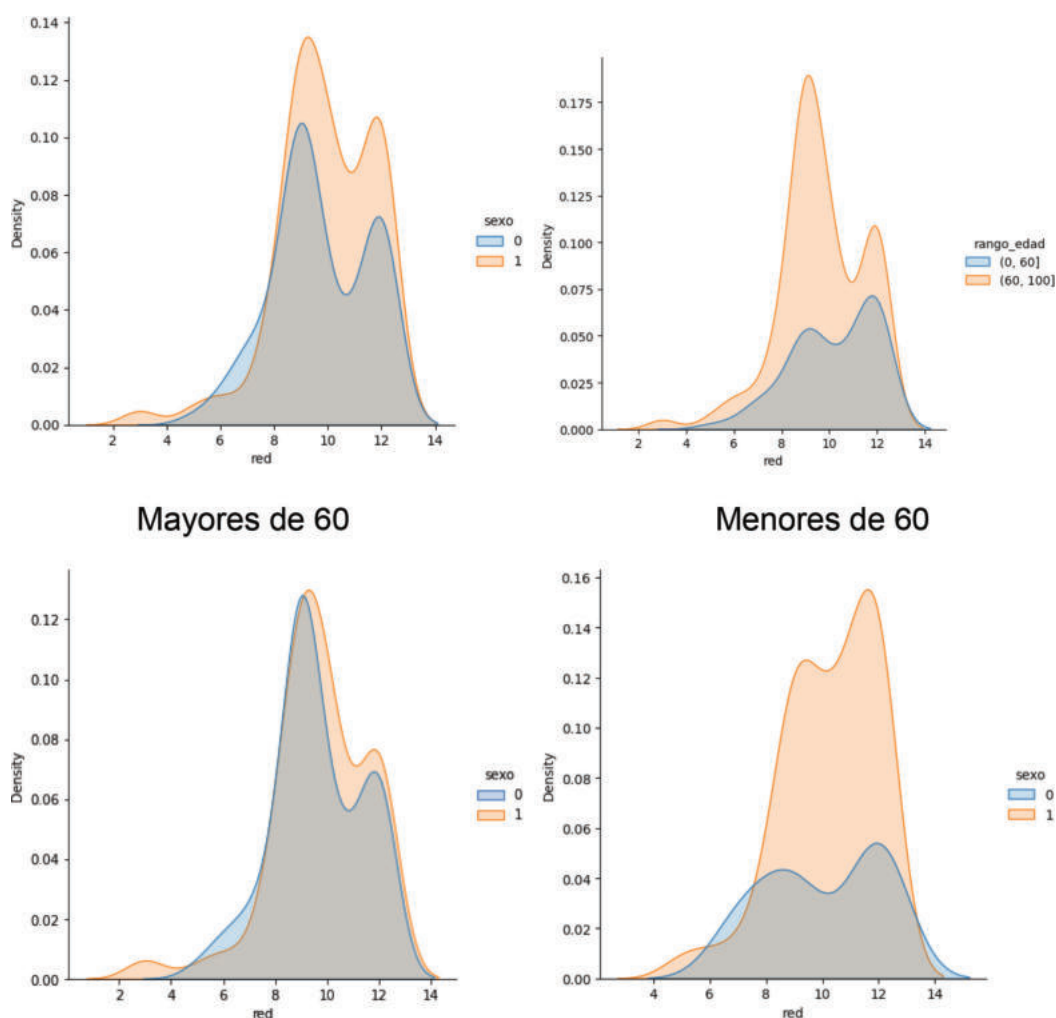 0.14
0.12
0.10
0.08
0.06
0.04
0.02
0.00
Density
2 4 6 8 10 12 14
red
sexo
0
1
0.175
0.150
0.125
0.100
0.075
0.050
0.025
0.000
Density
2 4 6 8 10 12 14
red
rango_edad
(0, 60]
(60, 100]
Mayores de 60
Menores de 60
0.12
0.10
0.08
0.06
0.04
0.02
0.00
Density
2 4 6 8 10 12 14
red
sexo
0
1
0.16
0.14
0.12
0.10
0.08
0.06
0.04
0.02
0.00
Density
4 6 8 10 12 14
red
sexo
0
1